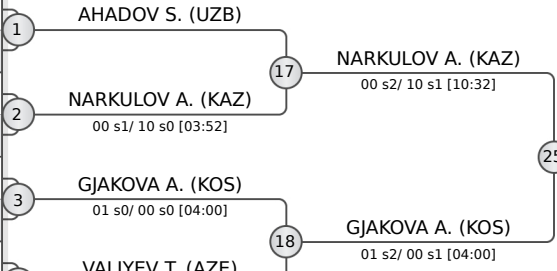 AHADOV S. (UZB)
1
17
NARKULOV A. (KAZ)
00 s2/ 10 s1 [10:32]
NARKULOV A. (KAZ)
2
00 s1/ 10 s0 [03:52]
25
GJAKOVA A. (KOS)
3
01 s0/ 00 s0 [04:00]
18
GJAKOVA A. (KOS)
01 s2/ 00 s1 [04:00]
VALIYEV T. (AZE)